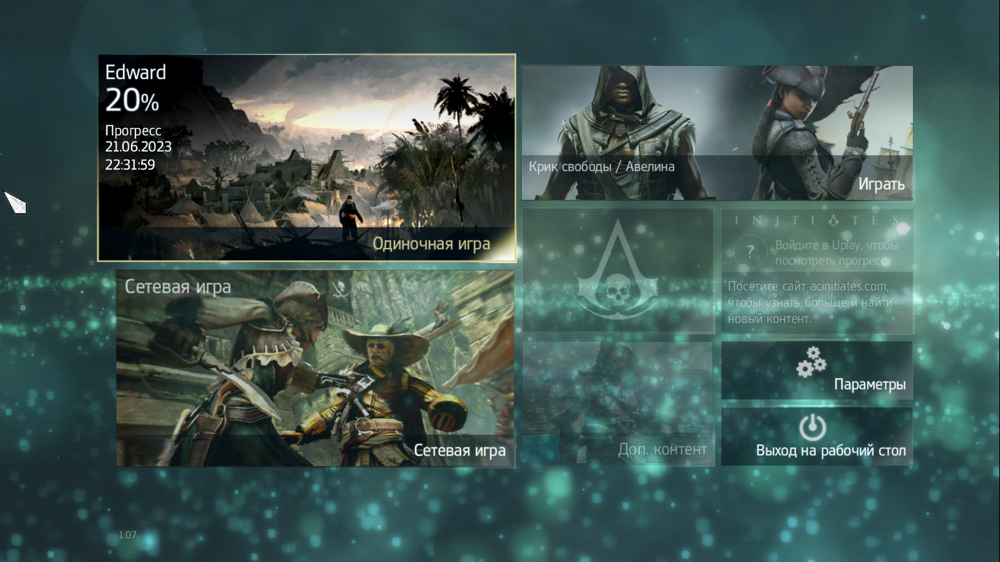 Edward
20%
Прогресс
21.06.2023
22:31:59
Одиночная игра
Крик свободы / Авелина
Играть
Сетевая игра
Сетевая игра
INITIATES
?
Войдите в Uplay, чтобы
посмотреть прогресс.
Посетите сайт acinitiates.com,
чтобы узнать больше и найти
новый контент.
Доп. контент
Параметры
Выход на рабочий стол
1.07